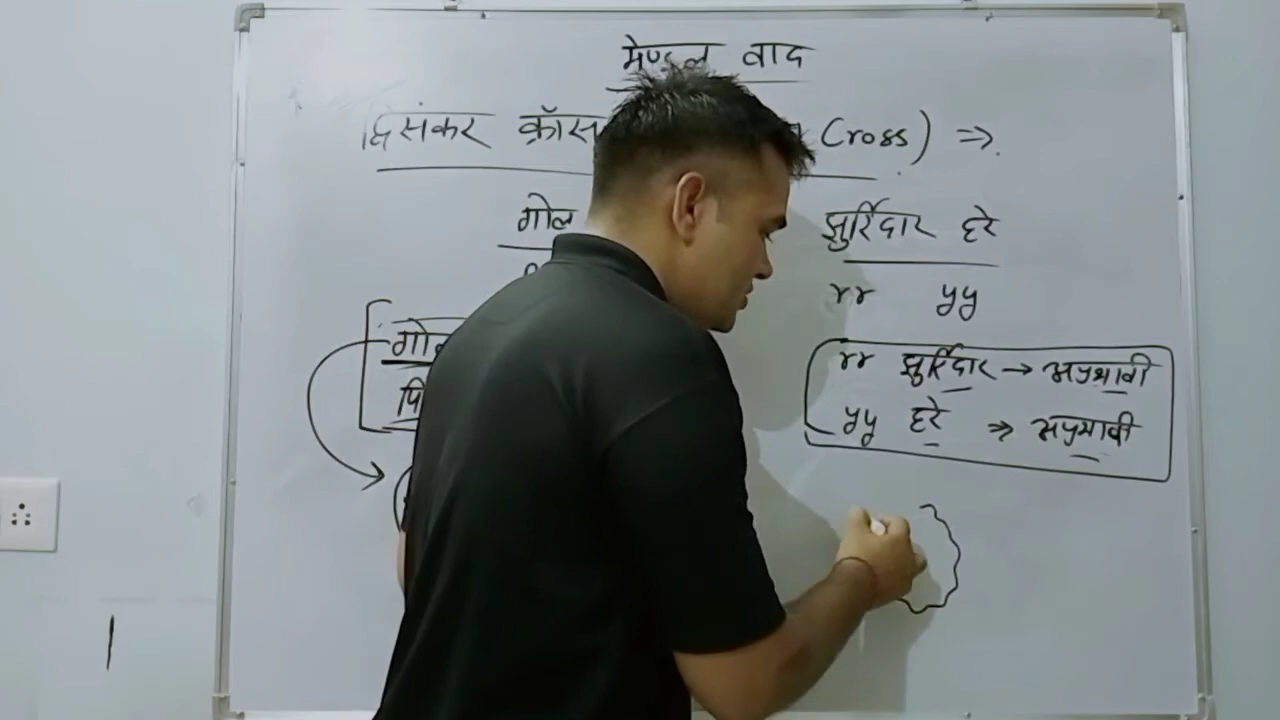 मेण्डल वाद
द्विसंकर क्रॉस Cross) ⇒
गोल झुर्रिदार हरे
rr yy
गोल rr झुर्रिदार → अप्रभावी
yy हरे ⇒ अप्रभावी